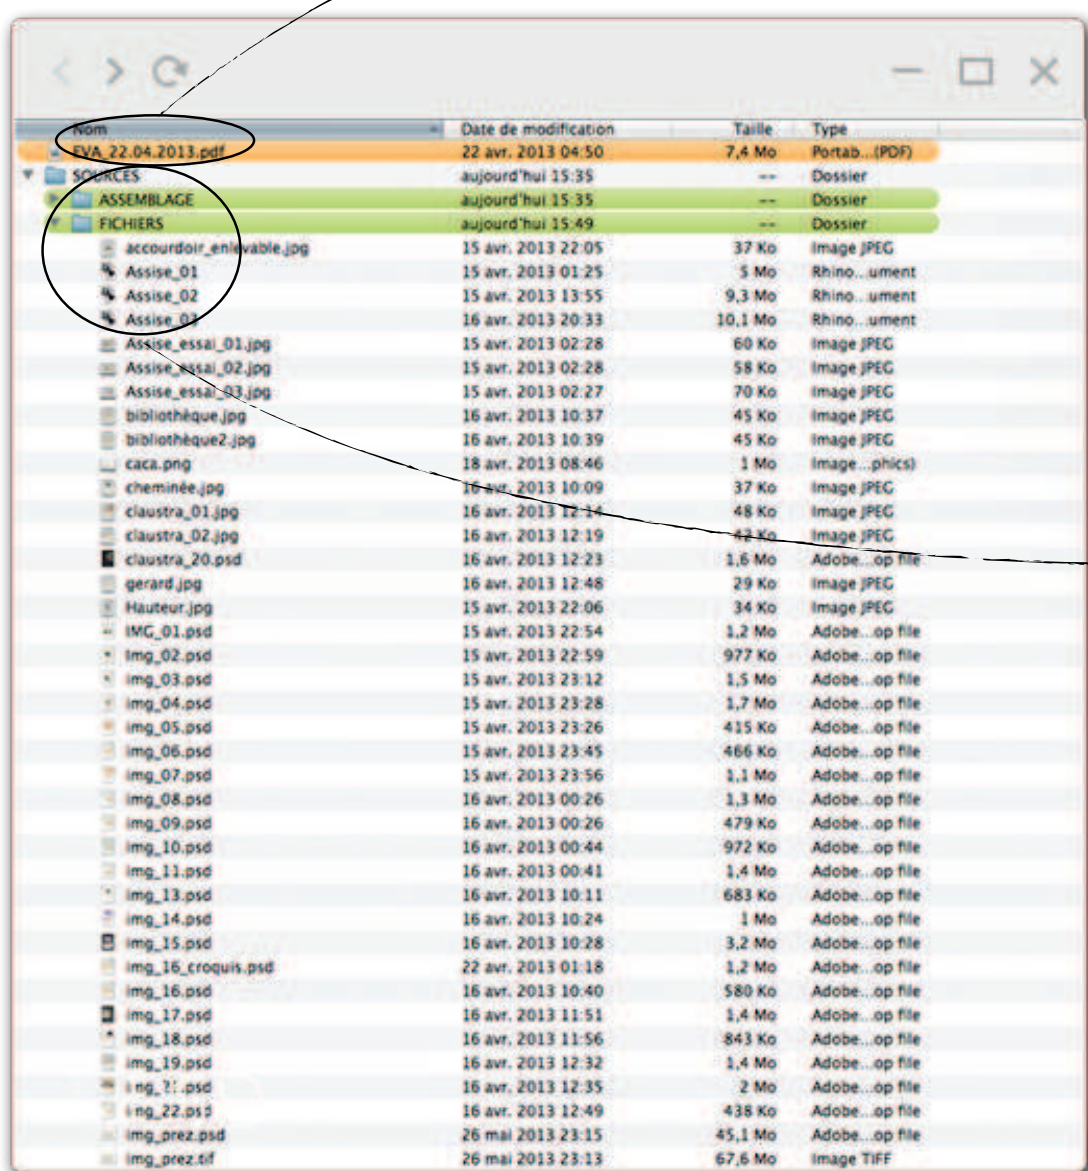 Nom Date de modification Taille Type
EVA_22.04.2013.pdf 22 avr. 2013 04:50 7,4 Mo Portab...(PDF)
SOURCES aujourd'hui 15:35 -- Dossier
ASSEMBLAGE aujourd'hui 15:35 -- Dossier
FICHIERS aujourd'hui 15:49 -- Dossier
accourdoir_enlevable.jpg 15 avr. 2013 22:05 37 Ko Image JPEG
Assise_01 15 avr. 2013 01:25 5 Mo Rhino...ument
Assise_02 15 avr. 2013 13:55 9,3 Mo Rhino...ument
Assise_03 16 avr. 2013 20:33 10,1 Mo Rhino...ument
Assise_essai_01.jpg 15 avr. 2013 02:28 60 Ko Image JPEG
Assise_essai_02.jpg 15 avr. 2013 02:28 58 Ko Image JPEG
Assise_essai_03.jpg 15 avr. 2013 02:27 70 Ko Image JPEG
bibliothèque.jpg 16 avr. 2013 10:37 45 Ko Image JPEG
bibliothèque2.jpg 16 avr. 2013 10:39 45 Ko Image JPEG
caca.png 18 avr. 2013 08:46 1 Mo Image...phics)
cheminée.jpg 16 avr. 2013 10:09 37 Ko Image JPEG
claustra_01.jpg 16 avr. 2013 12:14 48 Ko Image JPEG
claustra_02.jpg 16 avr. 2013 12:19 42 Ko Image JPEG
claustra_20.psd 16 avr. 2013 12:23 1,6 Mo Adobe...op file
gerard.jpg 16 avr. 2013 12:48 29 Ko Image JPEG
Hauteur.jpg 15 avr. 2013 22:06 34 Ko Image JPEG
IMG_01.psd 15 avr. 2013 22:54 1,2 Mo Adobe...op file
Img_02.psd 15 avr. 2013 22:59 977 Ko Adobe...op file
img_03.psd 15 avr. 2013 23:12 1,5 Mo Adobe...op file
img_04.psd 15 avr. 2013 23:28 1,7 Mo Adobe...op file
img_05.psd 15 avr. 2013 23:26 415 Ko Adobe...op file
img_06.psd 15 avr. 2013 23:45 466 Ko Adobe...op file
img_07.psd 15 avr. 2013 23:56 1,1 Mo Adobe...op file
img_08.psd 16 avr. 2013 00:26 1,3 Mo Adobe...op file
img_09.psd 16 avr. 2013 00:26 479 Ko Adobe...op file
img_10.psd 16 avr. 2013 00:44 972 Ko Adobe...op file
img_11.psd 16 avr. 2013 00:41 1,4 Mo Adobe...op file
img_13.psd 16 avr. 2013 10:11 683 Ko Adobe...op file
img_14.psd 16 avr. 2013 10:24 1 Mo Adobe...op file
img_15.psd 16 avr. 2013 10:28 3,2 Mo Adobe...op file
img_16_croquis.psd 22 avr. 2013 01:18 1,2 Mo Adobe...op file
img_16.psd 16 avr. 2013 10:40 580 Ko Adobe...op file
img_17.psd 16 avr. 2013 11:51 1,4 Mo Adobe...op file
img_18.psd 16 avr. 2013 11:56 843 Ko Adobe...op file
img_19.psd 16 avr. 2013 12:32 1,4 Mo Adobe...op file
16 avr. 2013 12:35 2 Mo Adobe...op file
img_22.psd 16 avr. 2013 12:49 438 Ko Adobe...op file
img_prez.psd 26 mai 2013 23:15 45,1 Mo Adobe...op file
img_prez.tif 26 mai 2013 23:13 67,6 Mo Image TIFF